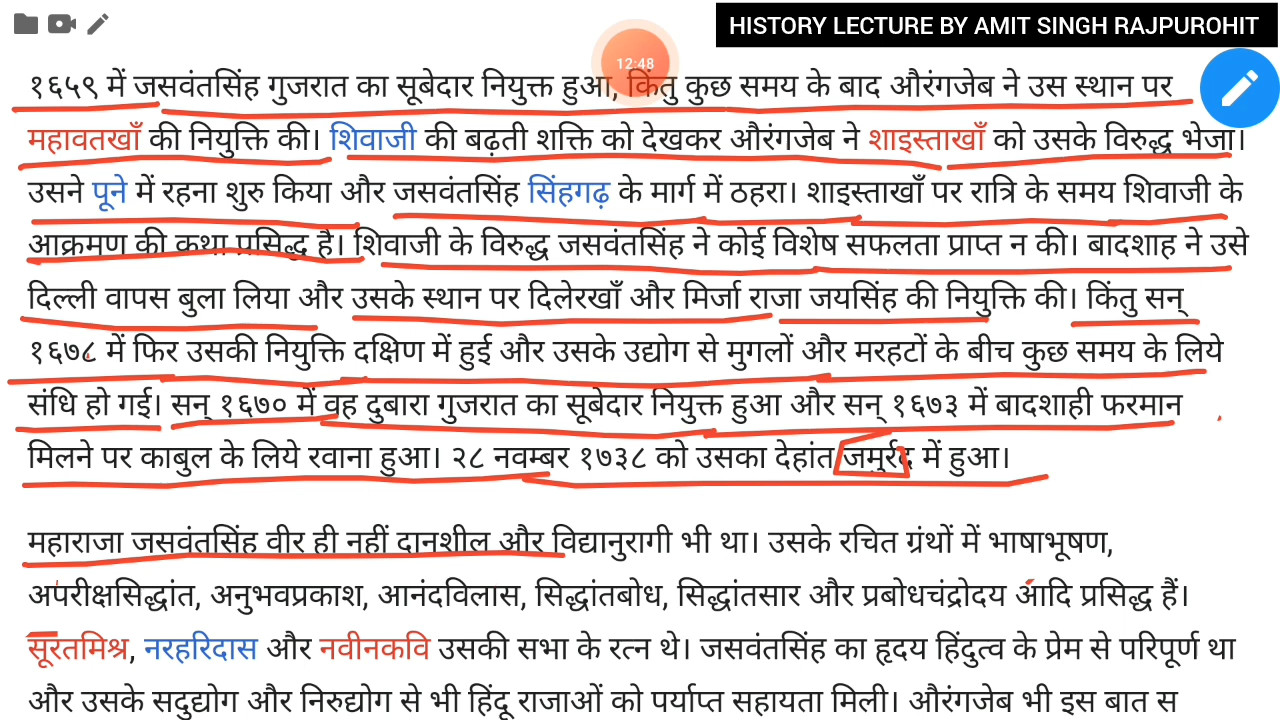 HISTORY LECTURE BY AMIT SINGH RAJPUROHIT
12:48
१६५९ में जसवंतसिंह गुजरात का सूबेदार नियुक्त हुआ, किंतु कुछ समय के बाद औरंगजेब ने उस स्थान पर
महावतखाँ की नियुक्ति की। शिवाजी की बढ़ती शक्ति को देखकर औरंगजेब ने शाइस्ताखाँ को उसके विरुद्ध भेजा।
उसने पूने में रहना शुरु किया और जसवंतसिंह सिंहगढ़ के मार्ग में ठहरा। शाइस्ताखाँ पर रात्रि के समय शिवाजी के
आक्रमण की कथा प्रसिद्ध है। शिवाजी के विरुद्ध जसवंतसिंह ने कोई विशेष सफलता प्राप्त न की। बादशाह ने उसे
दिल्ली वापस बुला लिया और उसके स्थान पर दिलेरखाँ और मिर्जा राजा जयसिंह की नियुक्ति की। किंतु सन्
१६७८ में फिर उसकी नियुक्ति दक्षिण में हुई और उसके उद्योग से मुगलों और मरहटों के बीच कुछ समय के लिये
संधि हो गई। सन् १६७० में वह दुबारा गुजरात का सूबेदार नियुक्त हुआ और सन् १६७३ में बादशाही फरमान
मिलने पर काबुल के लिये रवाना हुआ। २८ नवम्बर १७३८ को उसका देहांत जमुर्रद में हुआ।
महाराजा जसवंतसिंह वीर ही नहीं दानशील और विद्यानुरागी भी था। उसके रचित ग्रंथों में भाषाभूषण,
अपरीक्षसिद्धांत, अनुभवप्रकाश, आनंदविलास, सिद्धांतबोध, सिद्धांतसार और प्रबोधचंद्रोदय आदि प्रसिद्ध हैं।
सूरतमिश्र, नरहरिदास और नवीनकवि उसकी सभा के रत्न थे। जसवंतसिंह का हृदय हिंदुत्व के प्रेम से परिपूर्ण था
और उसके सदुद्योग और निरुद्योग से भी हिंदू राजाओं को पर्याप्त सहायता मिली। औरंगजेब भी इस बात स